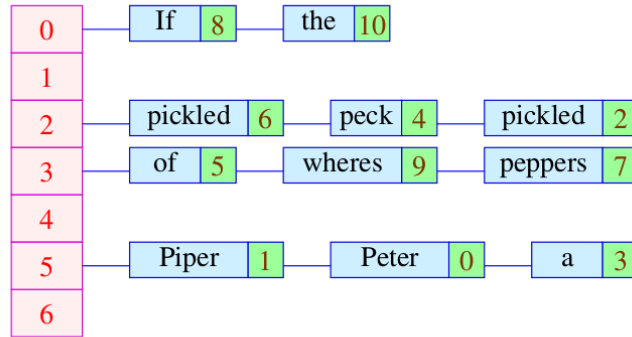 0 If 8 the 10
1
2 pickled 6 peck 4 pickled 2
3 of 5 wheres 9 peppers 7
4
5 Piper 1 Peter 0 a 3
6